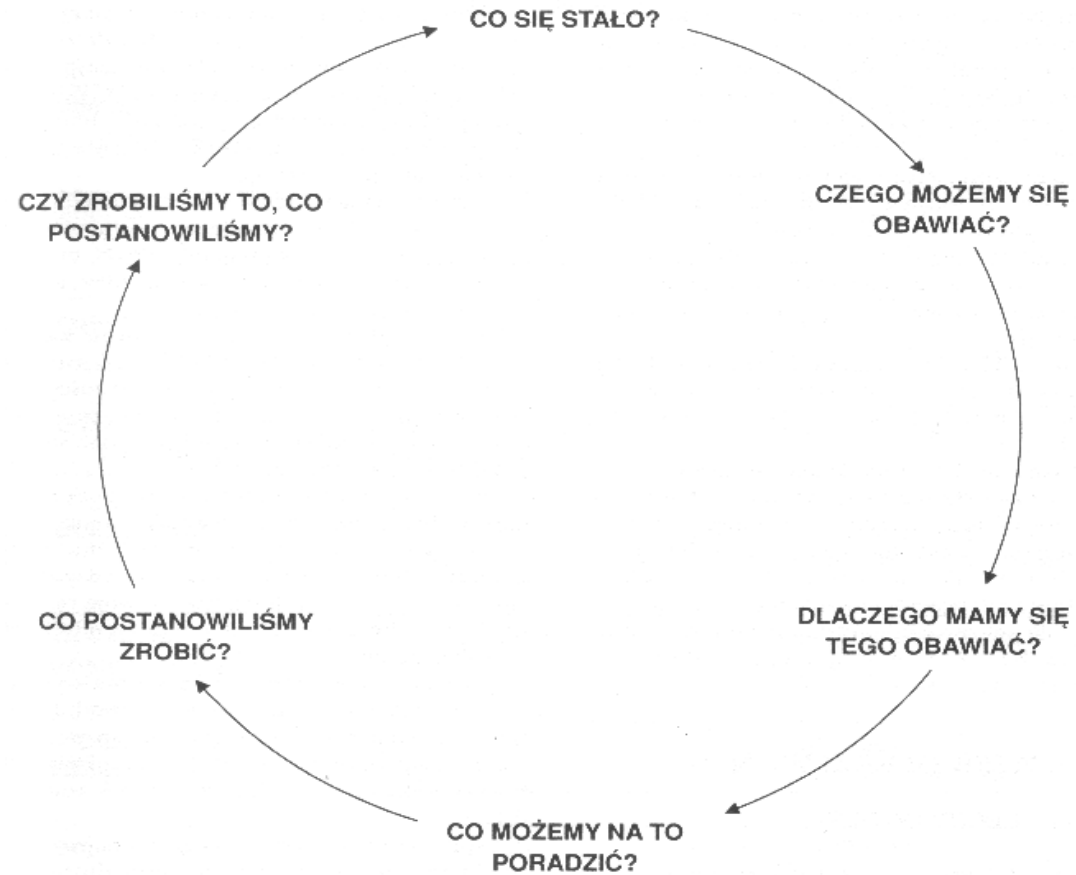 CO SIĘ STAŁO?
CZEGO MOŻEMY SIĘ
OBAWIAĆ?
DLACZEGO MAMY SIĘ
TEGO OBAWIAĆ?
CO MOŻEMY NA TO
PORADZIĆ?
CO POSTANOWILIŚMY
ZROBIĆ?
CZY ZROBILIŚMY TO, CO
POSTANOWILIŚMY?